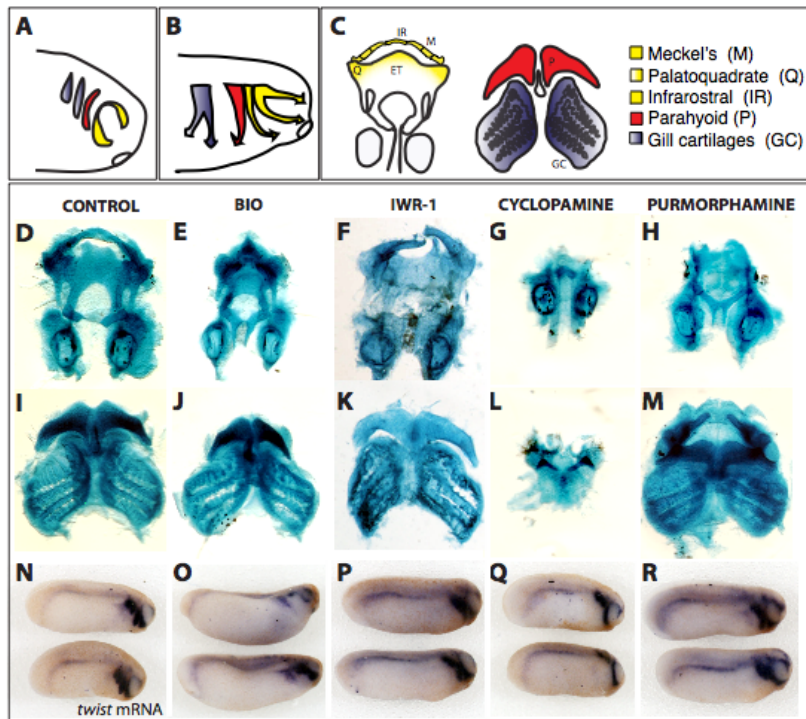 A
B
C
IR
M
Q
ET
P
GC
Meckel's (M)
Palatoquadrate (Q)
Infrarostral (IR)
Parahyoid (P)
Gill cartilages (GC)
CONTROL BIO IWR-1 CYCLOPAMINE PURMORPHAMINE
D E F G H
I J K L M
N O P Q R
twist mRNA